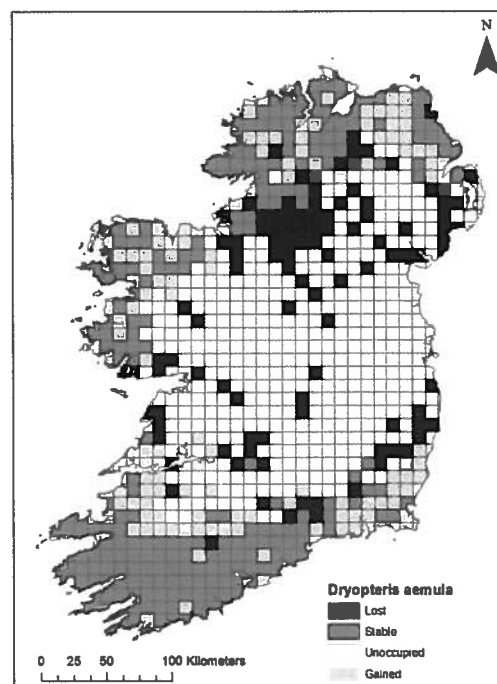 N
Dryopteris aemula
Lost
Stable
Unoccupied
Gained
0 25 50 100 Kilometers